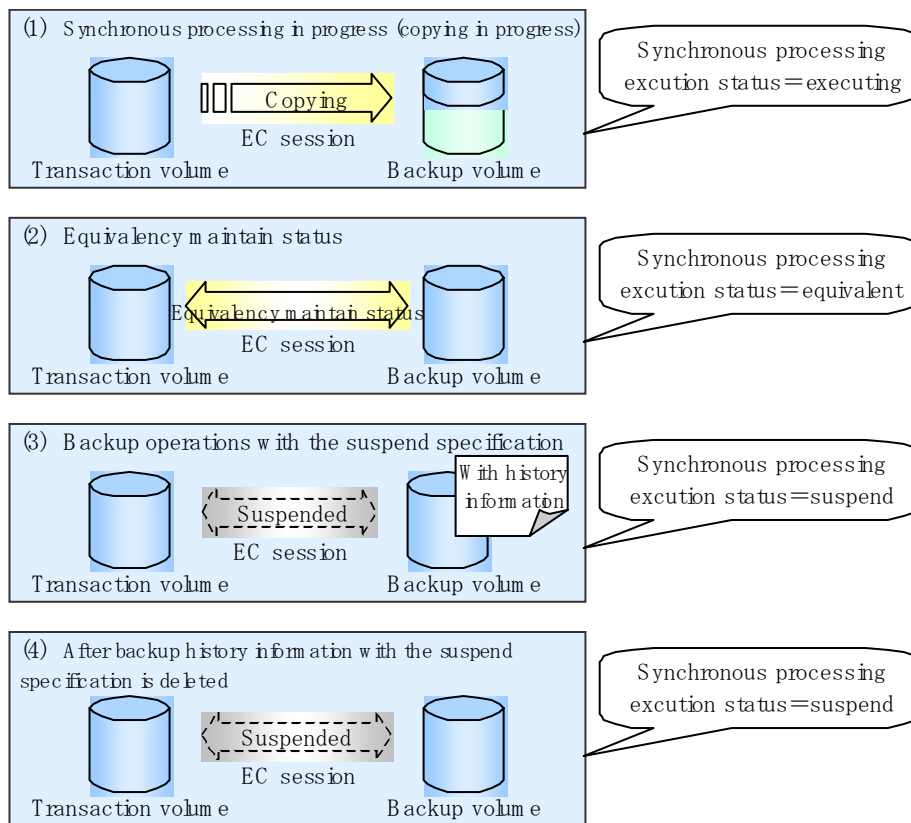 (1) Synchronous processing in progress (copying in progress)
Copying
EC session
Transaction volume
Backup volume
Synchronous processing
excution status＝executing
(2) Equivalency maintain status
Equivalency maintain status
EC session
Transaction volume
Backup volume
Synchronous processing
excution status＝equivalent
(3) Backup operations with the suspend specification
With history
information
Suspended
EC session
Transaction volume
Backup volume
Synchronous processing
excution status＝suspend
(4) After backup history information with the suspend
specification is deleted
Suspended
EC session
Transaction volume
Backup volume
Synchronous processing
excution status＝suspend